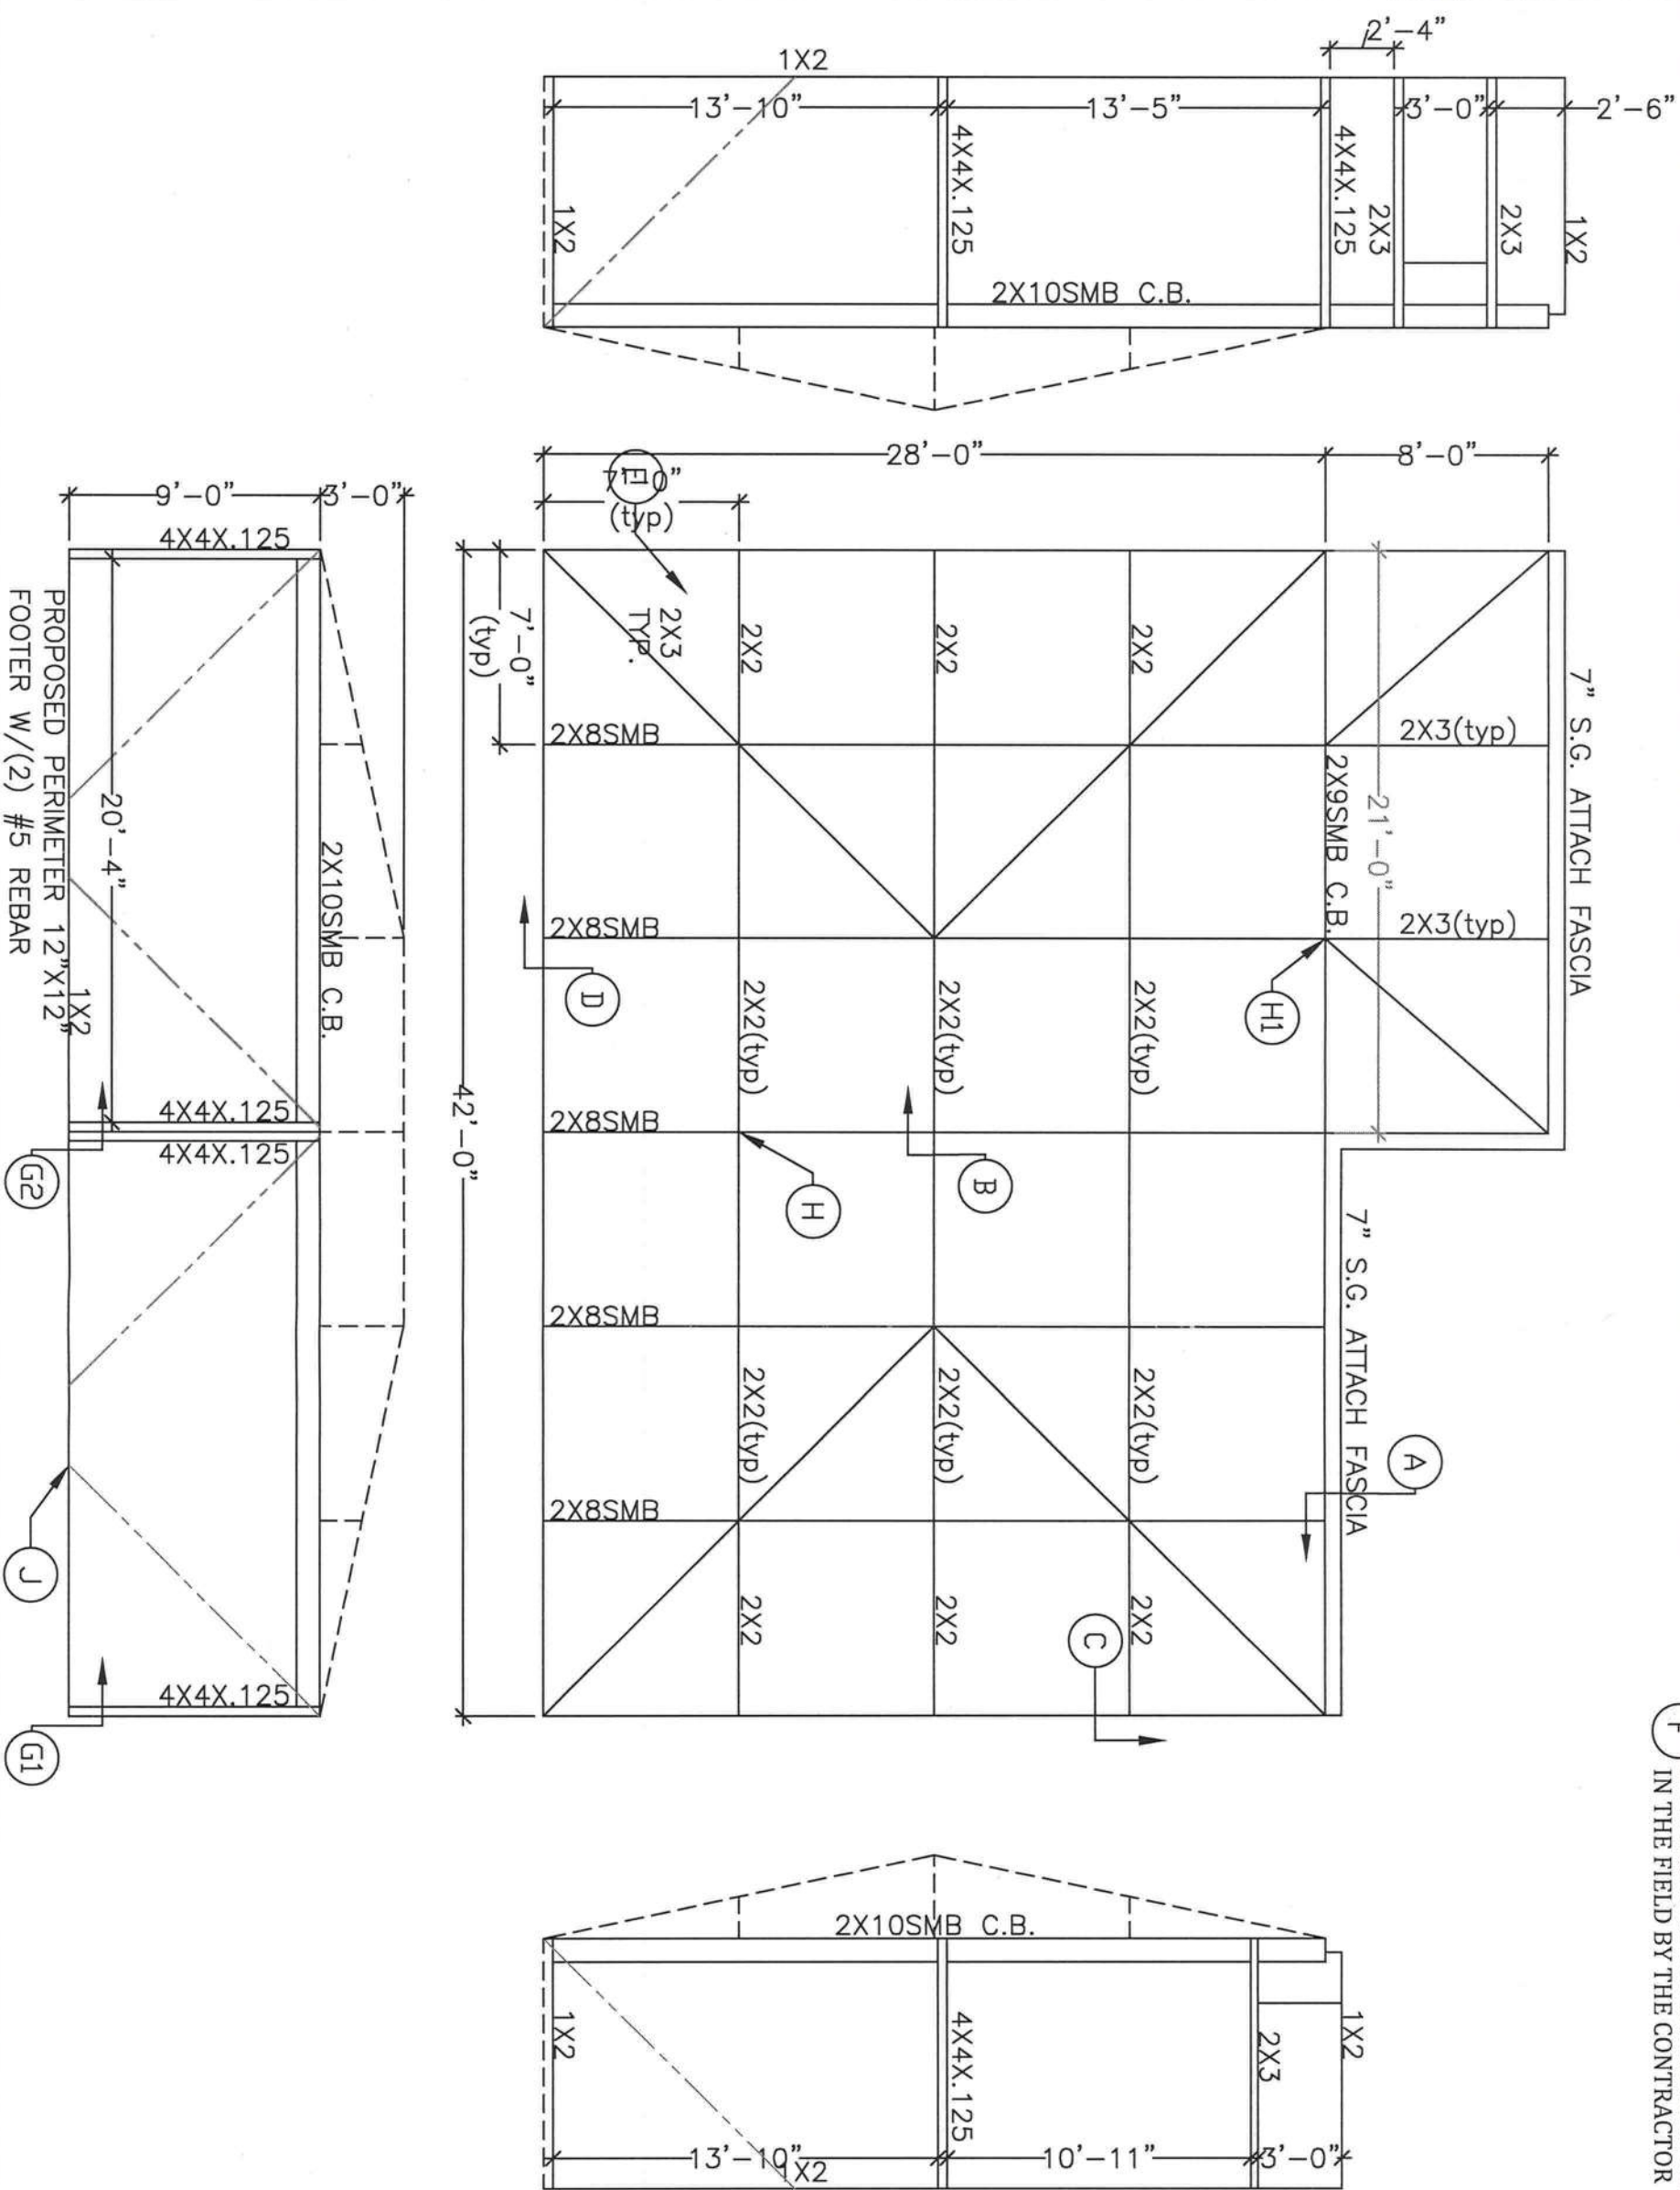 2'-4"
1X2
13'-10"
13'-5"
3'-0"
2'-6"
4X4X.125
4X4X.125
2X3
2X3
1X2
1X2
2X10SMB C.B.
28'-0"
8'-0"
E1
(typ)
9'-0"
3'-0"
4X4X.125
7'-0"
(typ)
2X3
TYP.
2X2
2X2
2X2
7" S.G. ATTACH FASCIA
2X8SMB
2X3(typ)
2X9SMB C.B.
21'-0"
20'-4"
2X10SMB C.B.
2X8SMB
2X3(typ)
D
H1
PROPOSED PERIMETER 12"X12"
FOOTER W/(2) #5 REBAR
1X2
2X2(typ)
2X2(typ)
2X2(typ)
42'-0"
4X4X.125
4X4X.125
2X8SMB
G2
H
B
7" S.G. ATTACH FASCIA
2X8SMB
2X2(typ)
2X2(typ)
2X2(typ)
A
J
2X8SMB
2X2
2X2
2X2
C
4X4X.125
G1
IN THE FIELD BY THE CONTRACTOR
2X10SMB C.B.
1X2
4X4X.125
2X3
1X2
13'-10"
1X2
10'-11"
3'-0"